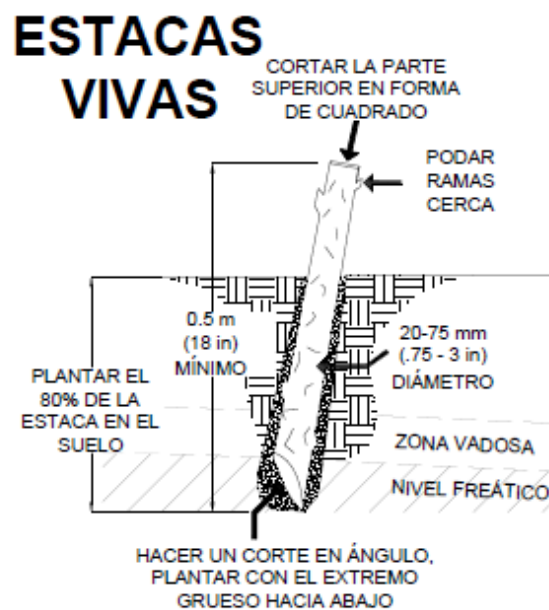 ESTACAS
VIVAS
CORTAR LA PARTE
SUPERIOR EN FORMA
DE CUADRADO
PODAR
RAMAS
CERCA
0.5 m
(18 in)
MÍNIMO
20-75 mm
(.75 - 3 in)
DIÁMETRO
PLANTAR EL
80% DE LA
ESTACA EN EL
SUELO
ZONA VADOSA
NIVEL FREÁTICO
HACER UN CORTE EN ÁNGULO,
PLANTAR CON EL EXTREMO
GRUESO HACIA ABAJO